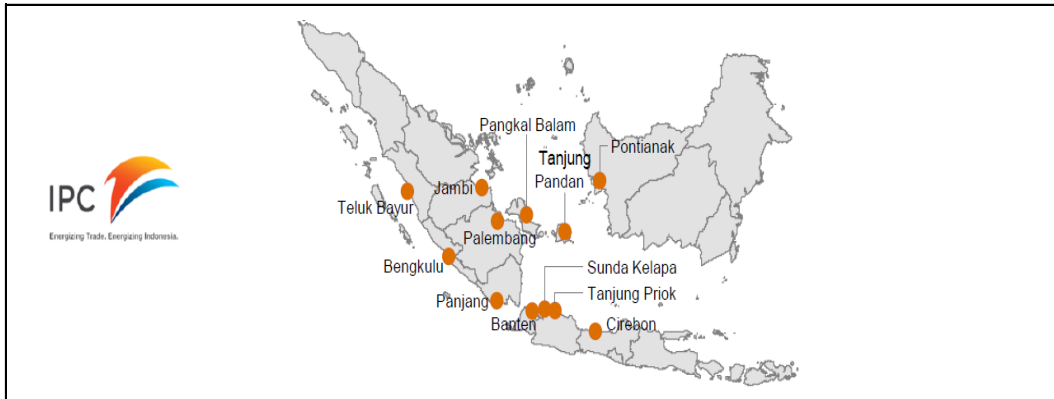 IPC
Energizing Trade. Energizing Indonesia.
Pangkal Balam
Tanjung
Pandan
Pontianak
Jambi
Teluk Bayur
Palembang
Bengkulu
Sunda Kelapa
Panjang
Tanjung Priok
Banten
Cirebon